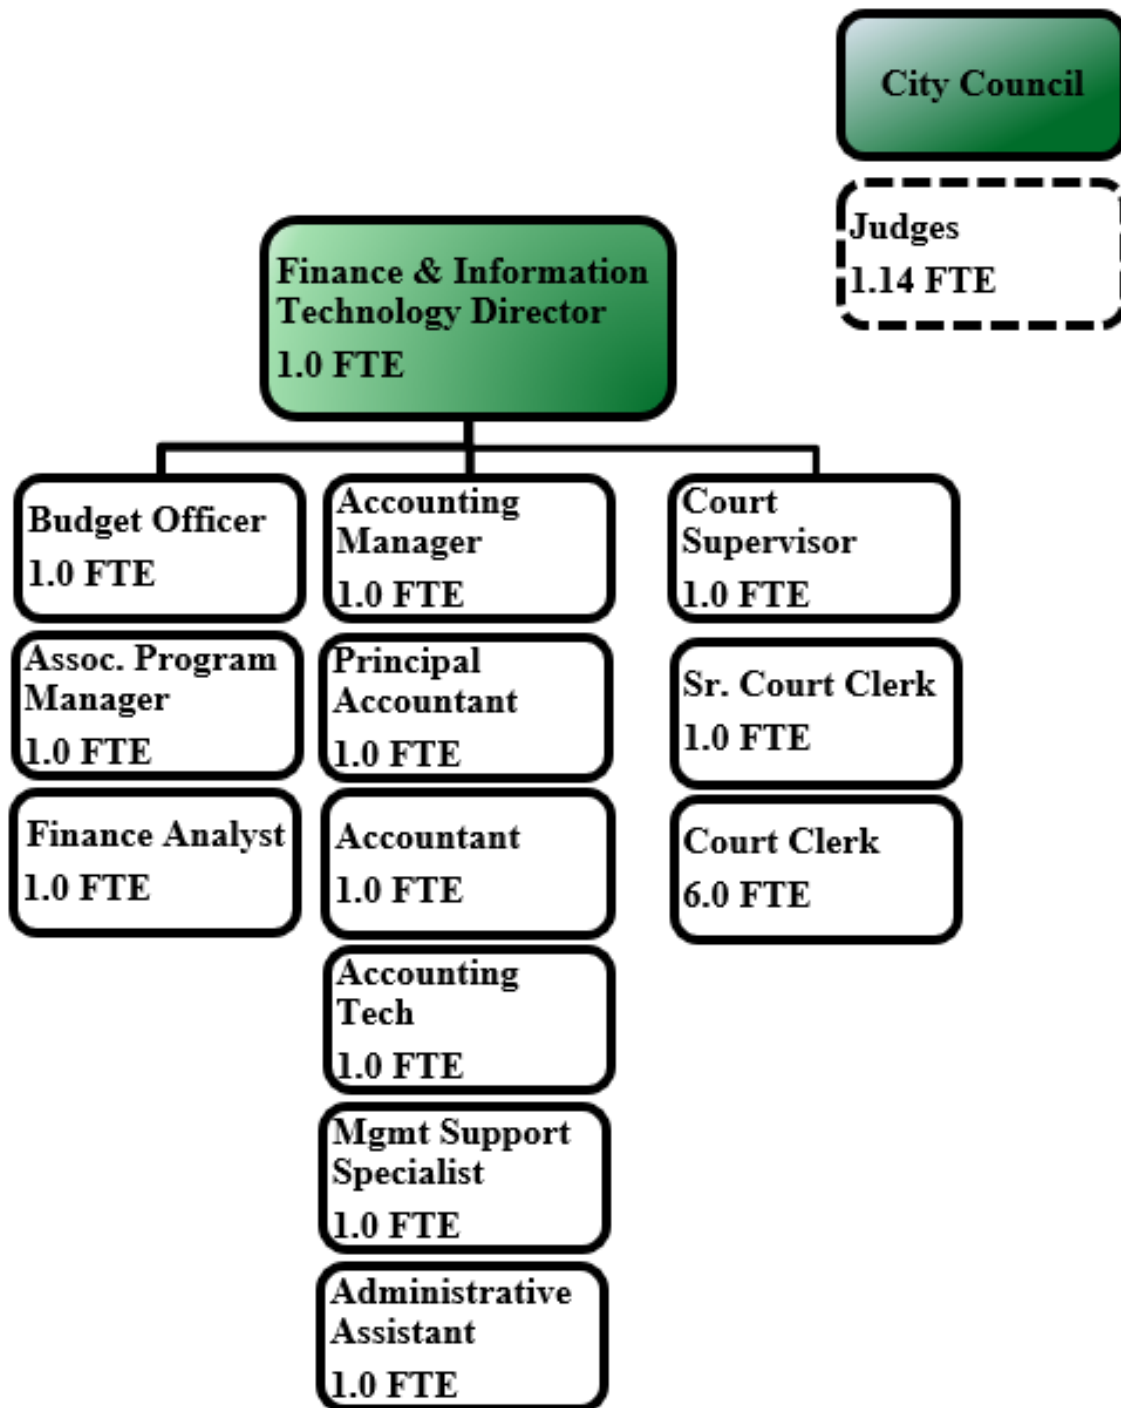 City Council
Judges
1.14 FTE
Finance & Information
Technology Director
1.0 FTE
Budget Officer
1.0 FTE
Assoc. Program
Manager
1.0 FTE
Finance Analyst
1.0 FTE
Accounting
Manager
1.0 FTE
Principal
Accountant
1.0 FTE
Accountant
1.0 FTE
Accounting
Tech
1.0 FTE
Mgmt Support
Specialist
1.0 FTE
Administrative
Assistant
1.0 FTE
Court
Supervisor
1.0 FTE
Sr. Court Clerk
1.0 FTE
Court Clerk
6.0 FTE